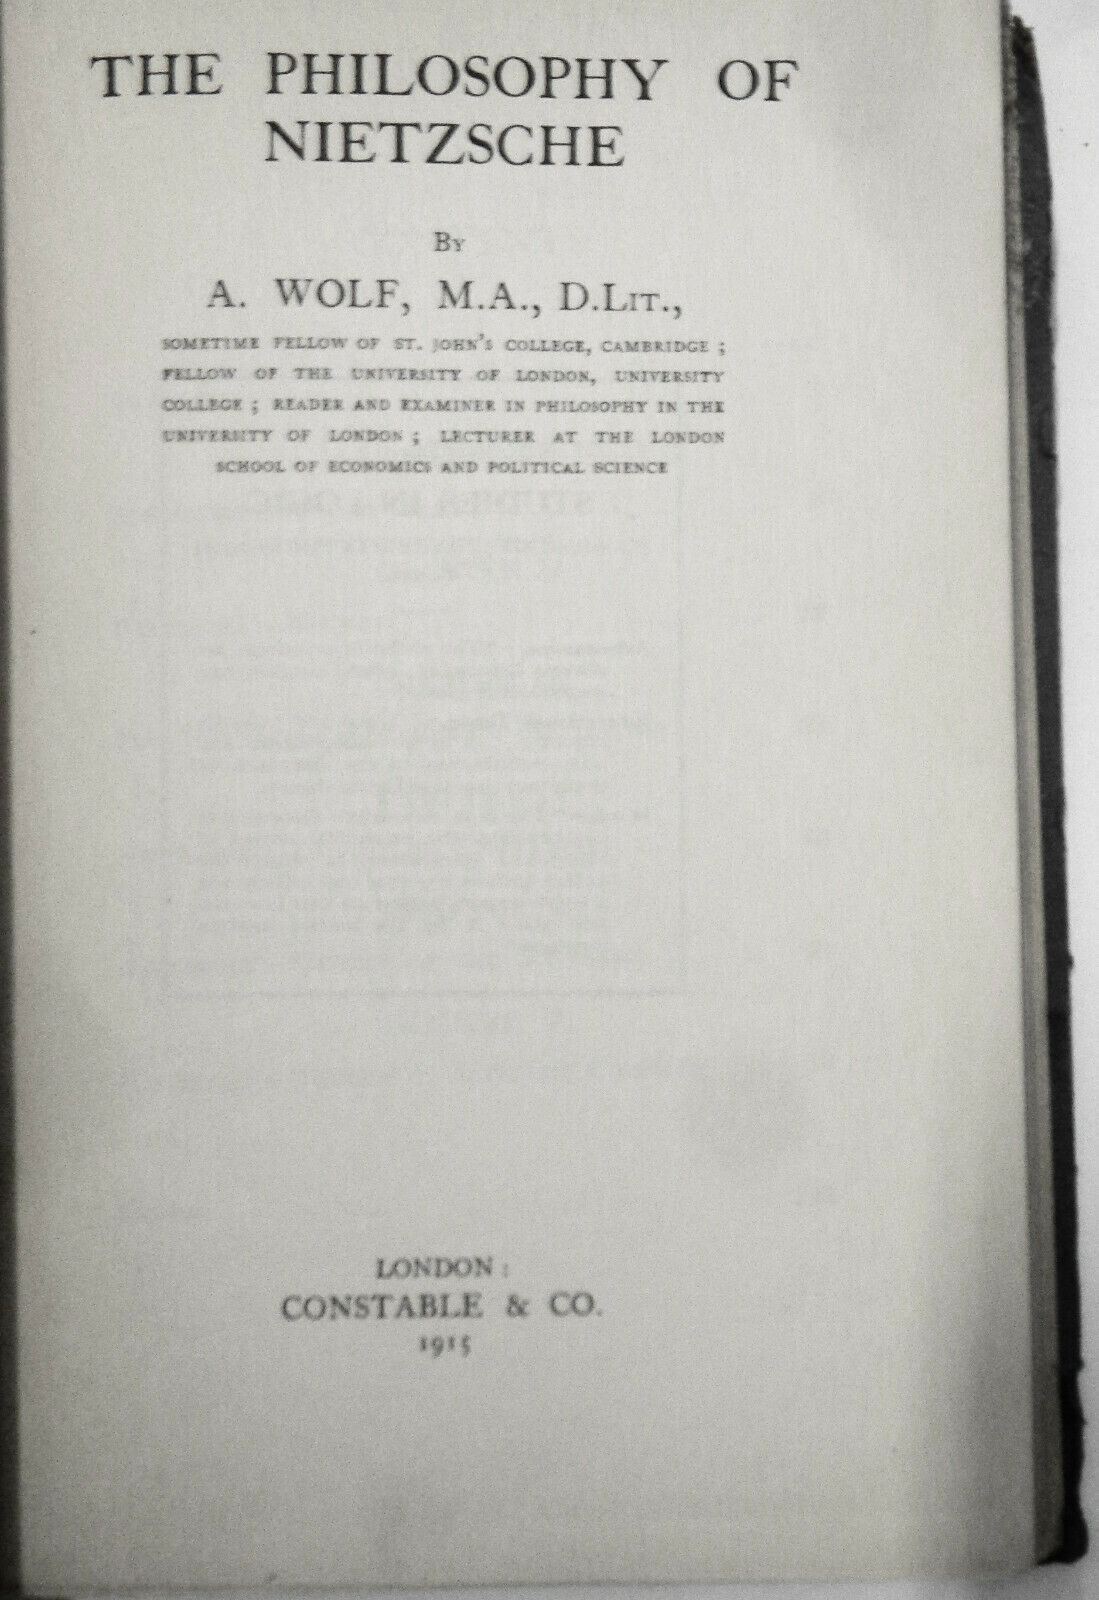 THE PHILOSOPHY OF
NIETZSCHE
BY
A. WOLF, M.A., D.LIT.,
SOMETIME FELLOW OF ST. JOHN'S COLLEGE, CAMBRIDGE ;
FELLOW OF THE UNIVERSITY OF LONDON, UNIVERSITY
COLLEGE ; READER AND EXAMINER IN PHILOSOPHY IN THE
UNIVERSITY OF LONDON ; LECTURER AT THE LONDON
SCHOOL OF ECONOMICS AND POLITICAL SCIENCE
LONDON :
CONSTABLE & CO.
1915